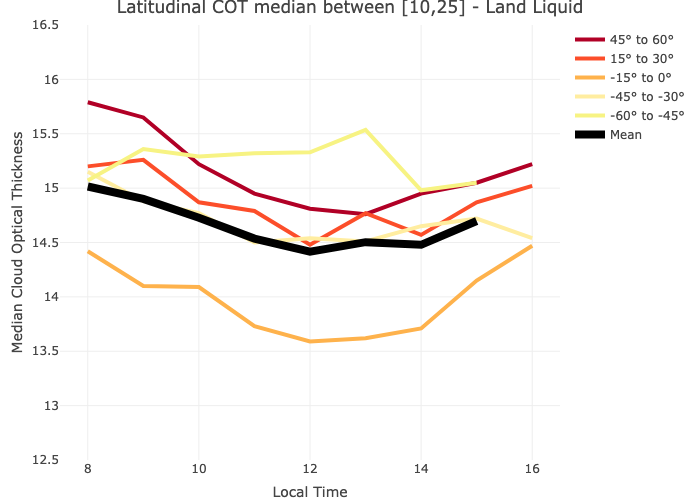 Latitudinal COT median between [10,25] - Land Liquid
16.5
16
15.5
15
14.5
14
13.5
13
12.5
Median Cloud Optical Thickness
8
10
12
14
16
Local Time
45° to 60°
15° to 30°
-15° to 0°
-45° to -30°
-60° to -45°
Mean